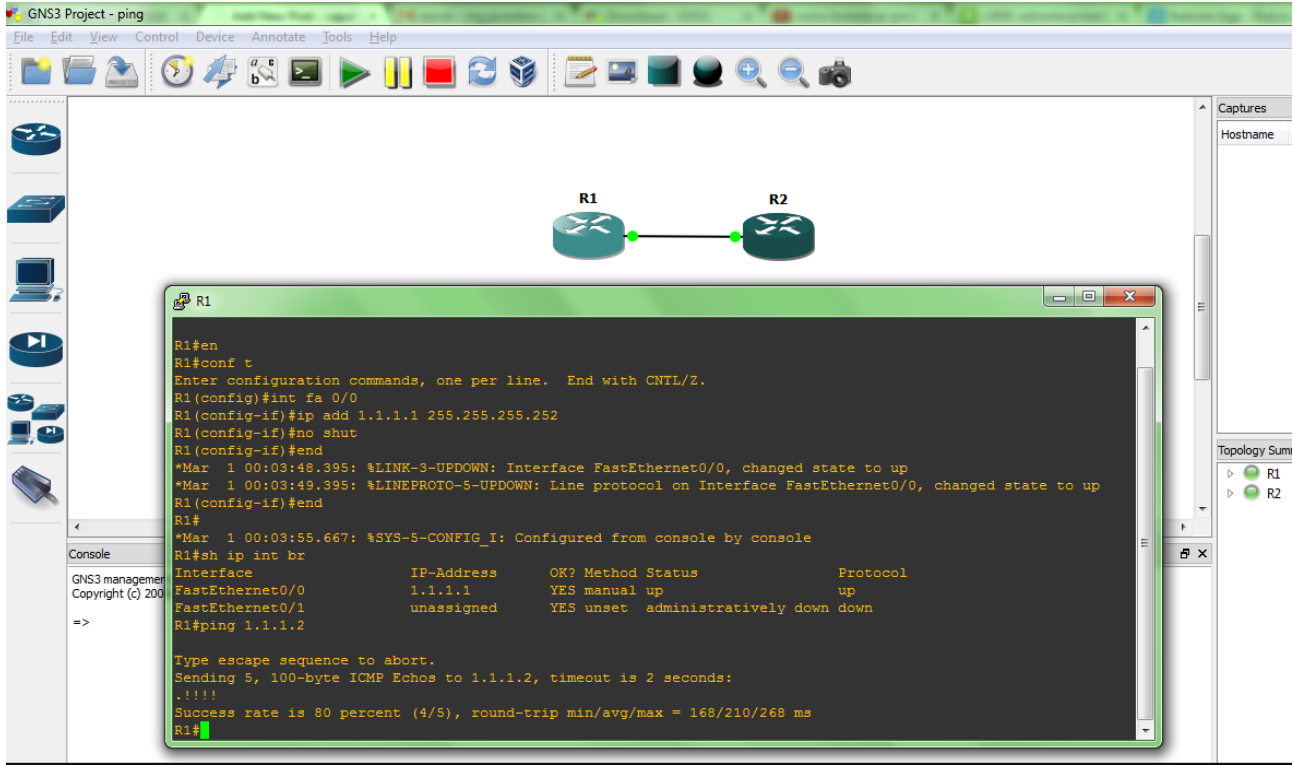 GNS3 Project - ping
File Edit View Control Device Annotate Tools Help
Captures
Hostname
R1 R2
R1
R1#en
R1#conf t
Enter configuration commands, one per line.  End with CNTL/Z.
R1(config)#int fa 0/0
R1(config-if)#ip add 1.1.1.1 255.255.255.252
R1(config-if)#no shut
R1(config-if)#end
*Mar  1 00:03:48.395: %LINK-3-UPDOWN: Interface FastEthernet0/0, changed state to up
*Mar  1 00:03:49.395: %LINEPROTO-5-UPDOWN: Line protocol on Interface FastEthernet0/0, changed state to up
R1(config-if)#end
R1#
*Mar  1 00:03:55.667: %SYS-5-CONFIG_I: Configured from console by console
R1#sh ip int br
Interface IP-Address OK? Method Status Protocol
FastEthernet0/0 1.1.1.1 YES manual up up
FastEthernet0/1 unassigned YES unset administratively down down
R1#ping 1.1.1.2
Type escape sequence to abort.
Sending 5, 100-byte ICMP Echos to 1.1.1.2, timeout is 2 seconds:
.!!!!
Success rate is 80 percent (4/5), round-trip min/avg/max = 168/210/268 ms
R1#
Topology Sum
R1
R2
Console
GNS3 managemen
Copyright (c) 200
=>